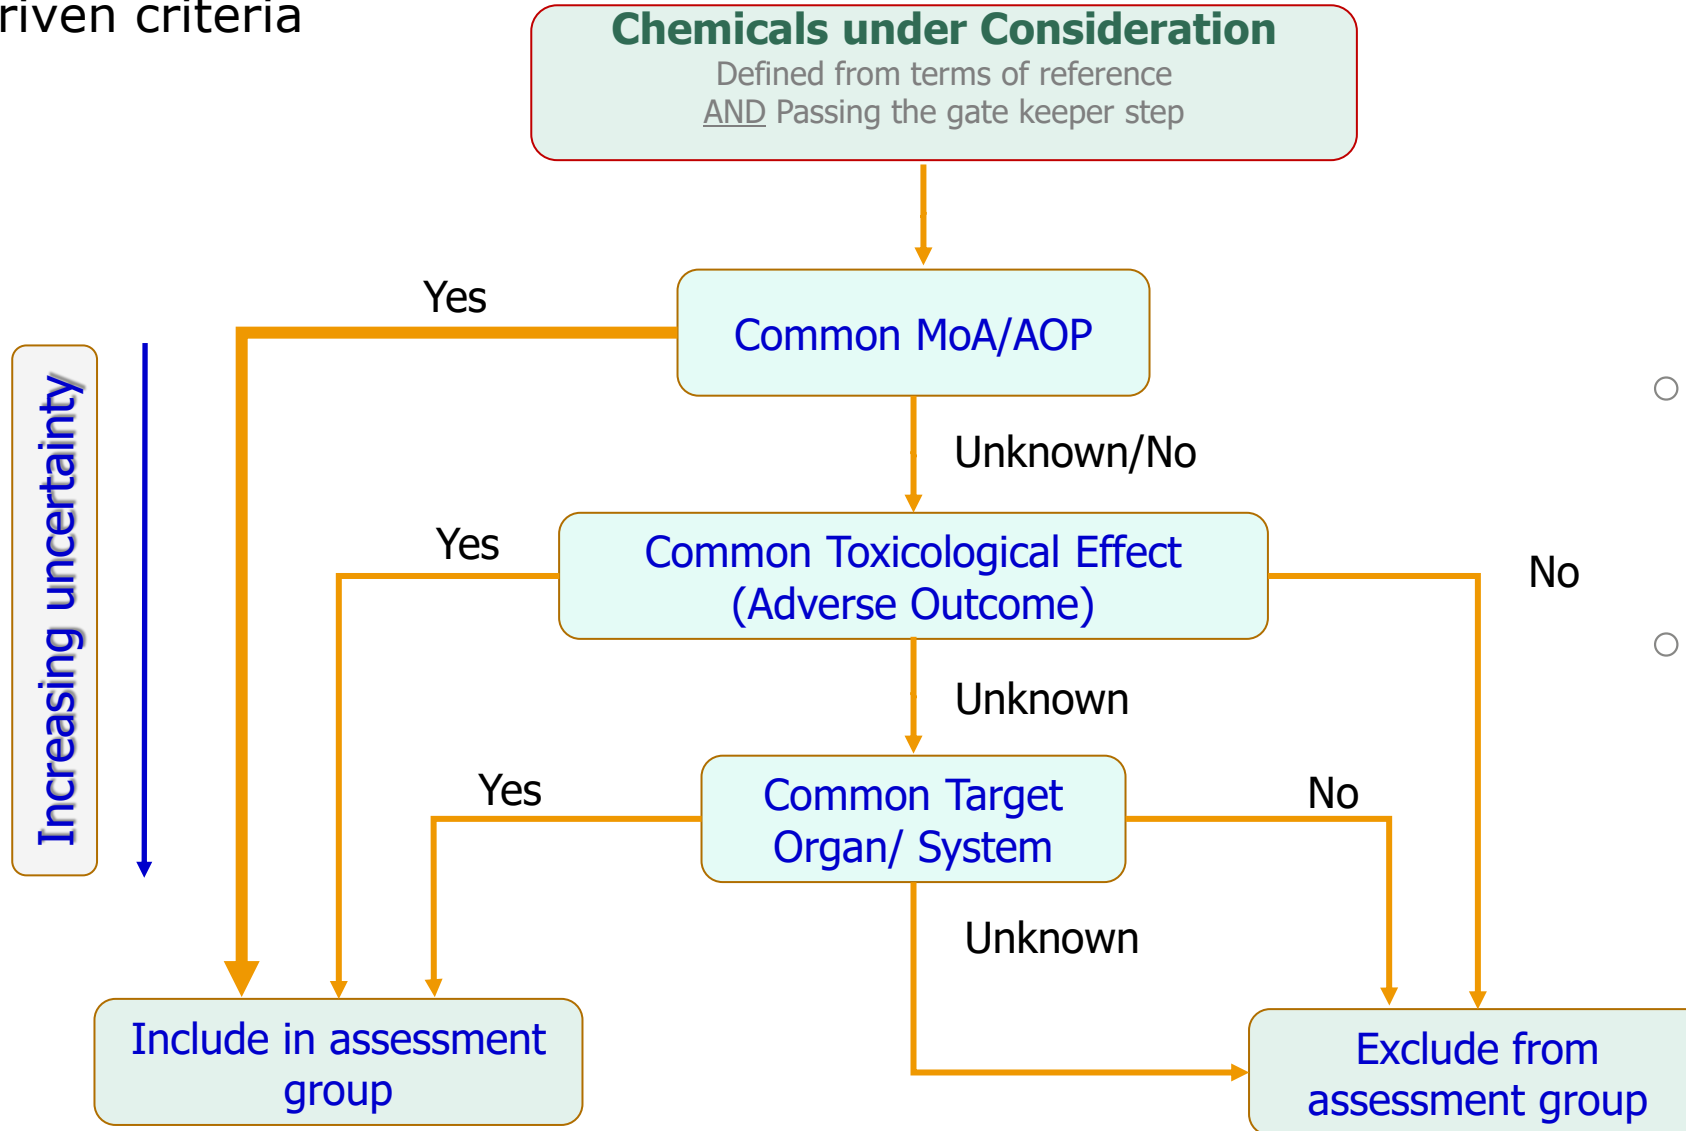 riven criteria
Chemicals under Consideration
Defined from terms of reference
AND Passing the gate keeper step
Yes
Common MoA/AOP
Increasing uncertainty
Unknown/No
Yes
Common Toxicological Effect
(Adverse Outcome)
No
Unknown
Yes
Common Target
Organ/ System
No
Unknown
Include in assessment
group
Exclude from
assessment group